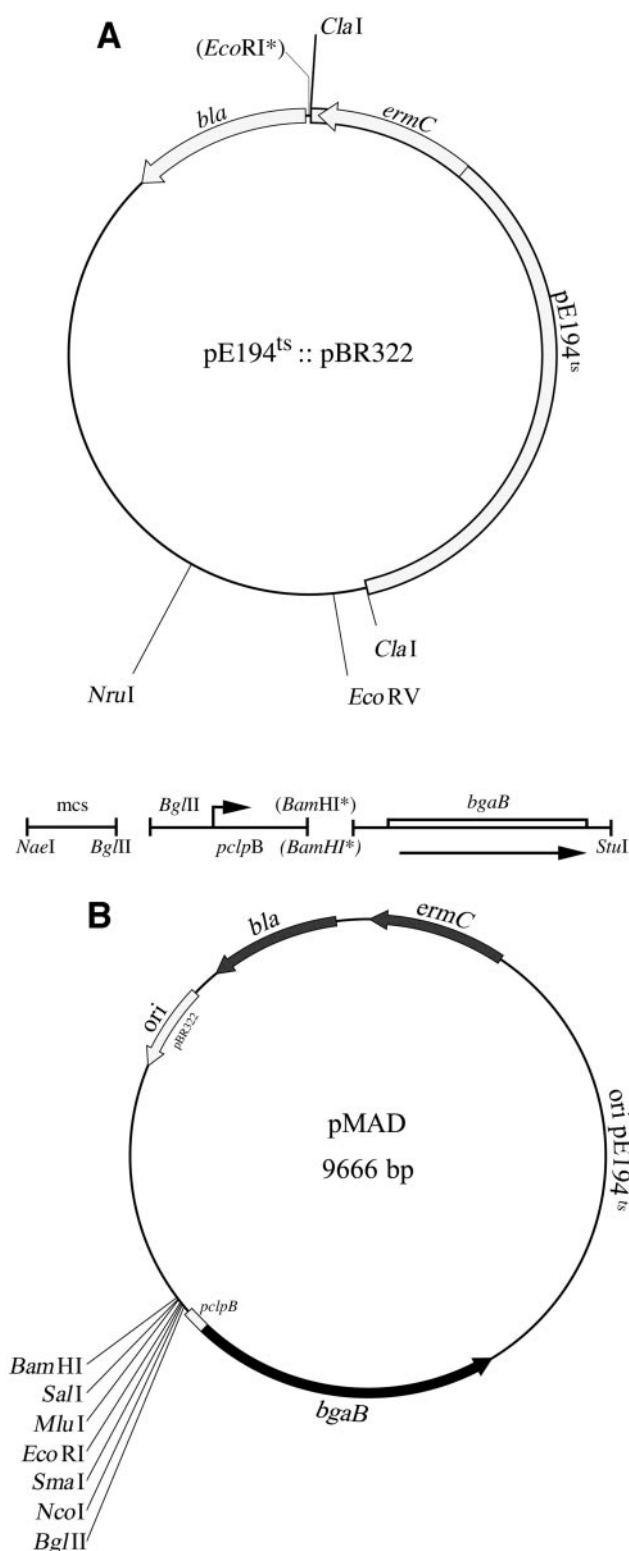 A
ClaI
(EcoRI*)
bla
ermC
pE194ts
pE194ts :: pBR322
ClaI
NruI
EcoRV
mcs
BglII
(BamHI*)
bgaB
NaeI
BglII
pclpB
(BamHI*)
StuI
B
bla
ermC
ori
pBR322
pMAD
9666 bp
ori pE194ts
pclpB
BamHI
SalI
MluI
EcoRI
SmaI
NcoI
BglII
bgaB